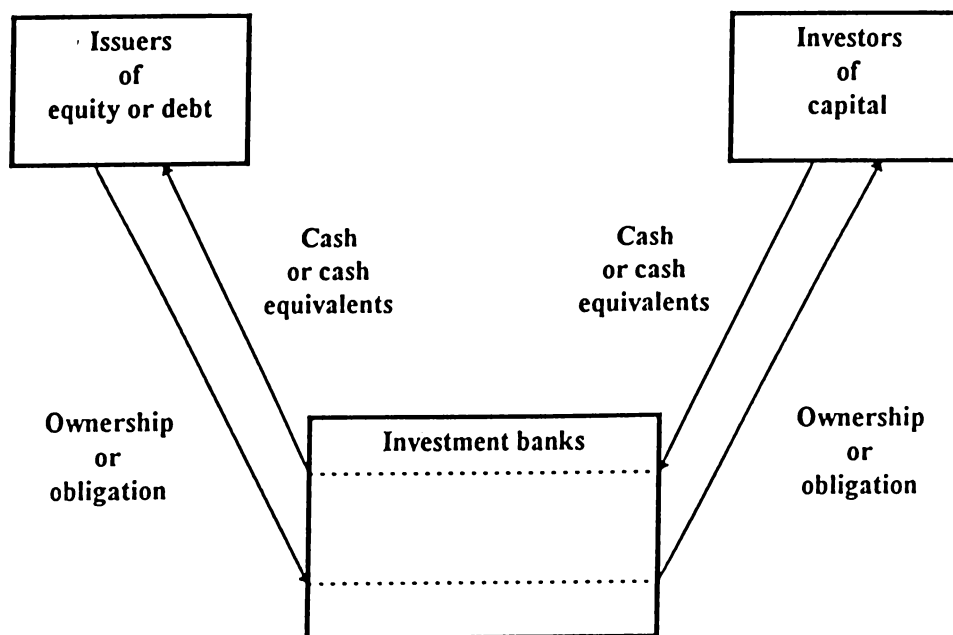 Issuers
of
equity or debt
Investors
of
capital
Cash
or cash
equivalents
Cash
or cash
equivalents
Ownership
or
obligation
Investment banks
Ownership
or
obligation